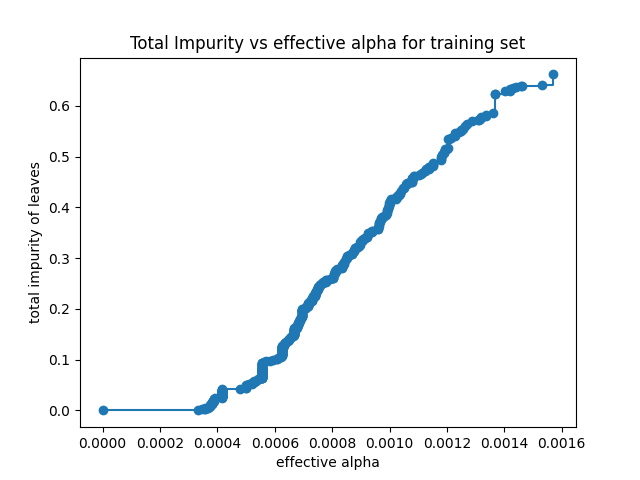 Total Impurity vs effective alpha for training set
total impurity of leaves
0.6
0.5
0.4
0.3
0.2
0.1
0.0
0.0000 0.0002 0.0004 0.0006 0.0008 0.0010 0.0012 0.0014 0.0016
effective alpha